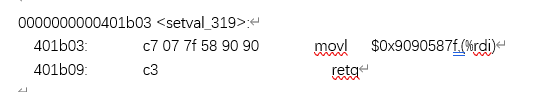 0000000000401b03 <setval_319>:↵
401b03: c7 07 7f 58 90 90 movl $0x9090587f,(%rdi)↵
401b09: c3 retq↵
↵